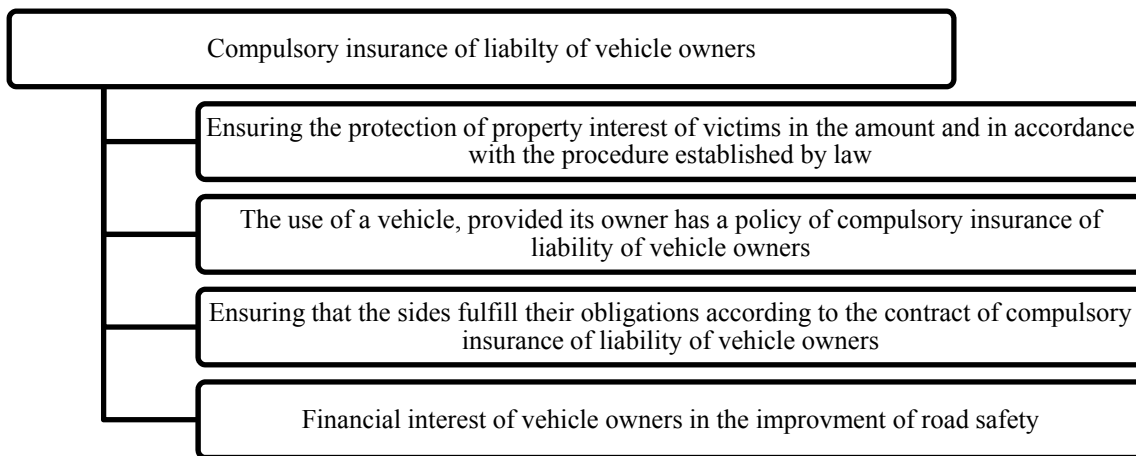 Compulsory insurance of liabilty of vehicle owners
Ensuring the protection of property interest of victims in the amount and in accordance
with the procedure established by law
The use of a vehicle, provided its owner has a policy of compulsory insurance of
liability of vehicle owners
Ensuring that the sides fulfill their obligations according to the contract of compulsory
insurance of liability of vehicle owners
Financial interest of vehicle owners in the improvment of road safety